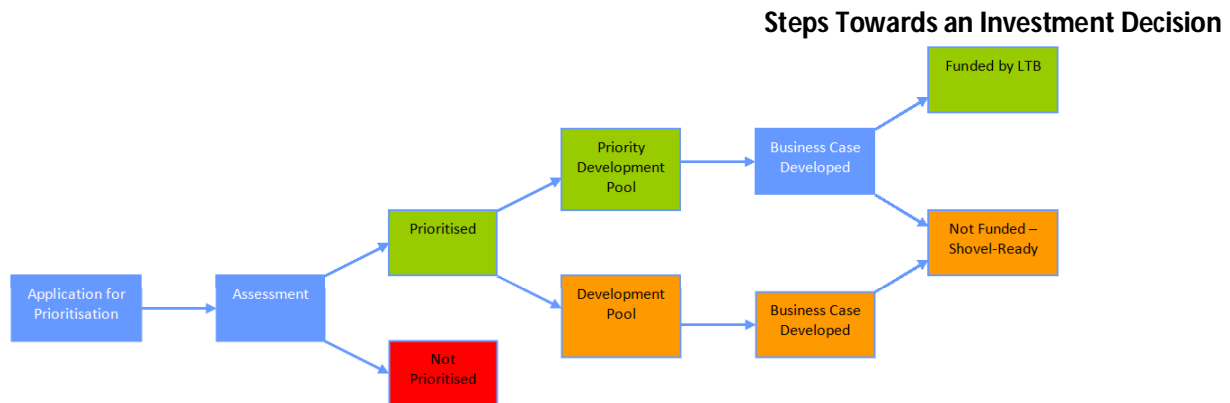 Steps Towards an Investment Decision
Funded by LTB
Priority
Development
Pool
Business Case
Developed
Prioritised
Not Funded –
Shovel-Ready
Application for
Prioritisation
Assessment
Development
Pool
Business Case
Developed
Not
Prioritised